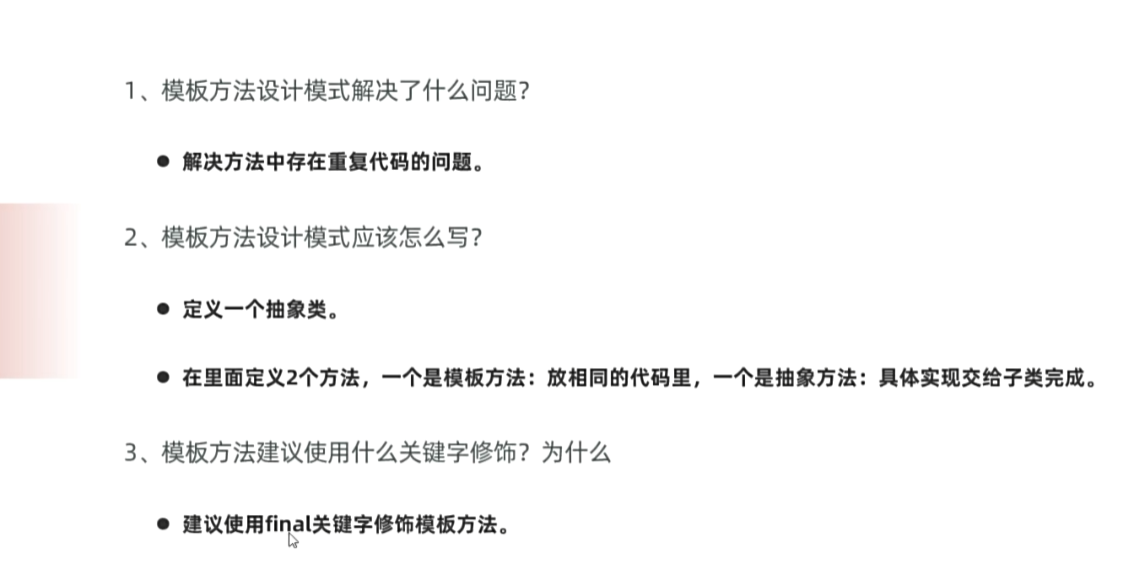 1、模板方法设计模式解决了什么问题？
● 解决方法中存在重复代码的问题。
2、模板方法设计模式应该怎么写？
● 定义一个抽象类。
● 在里面定义2个方法，一个是模板方法：放相同的代码里，一个是抽象方法：具体实现交给子类完成。
3、模板方法建议使用什么关键字修饰？为什么
● 建议使用final关键字修饰模板方法。